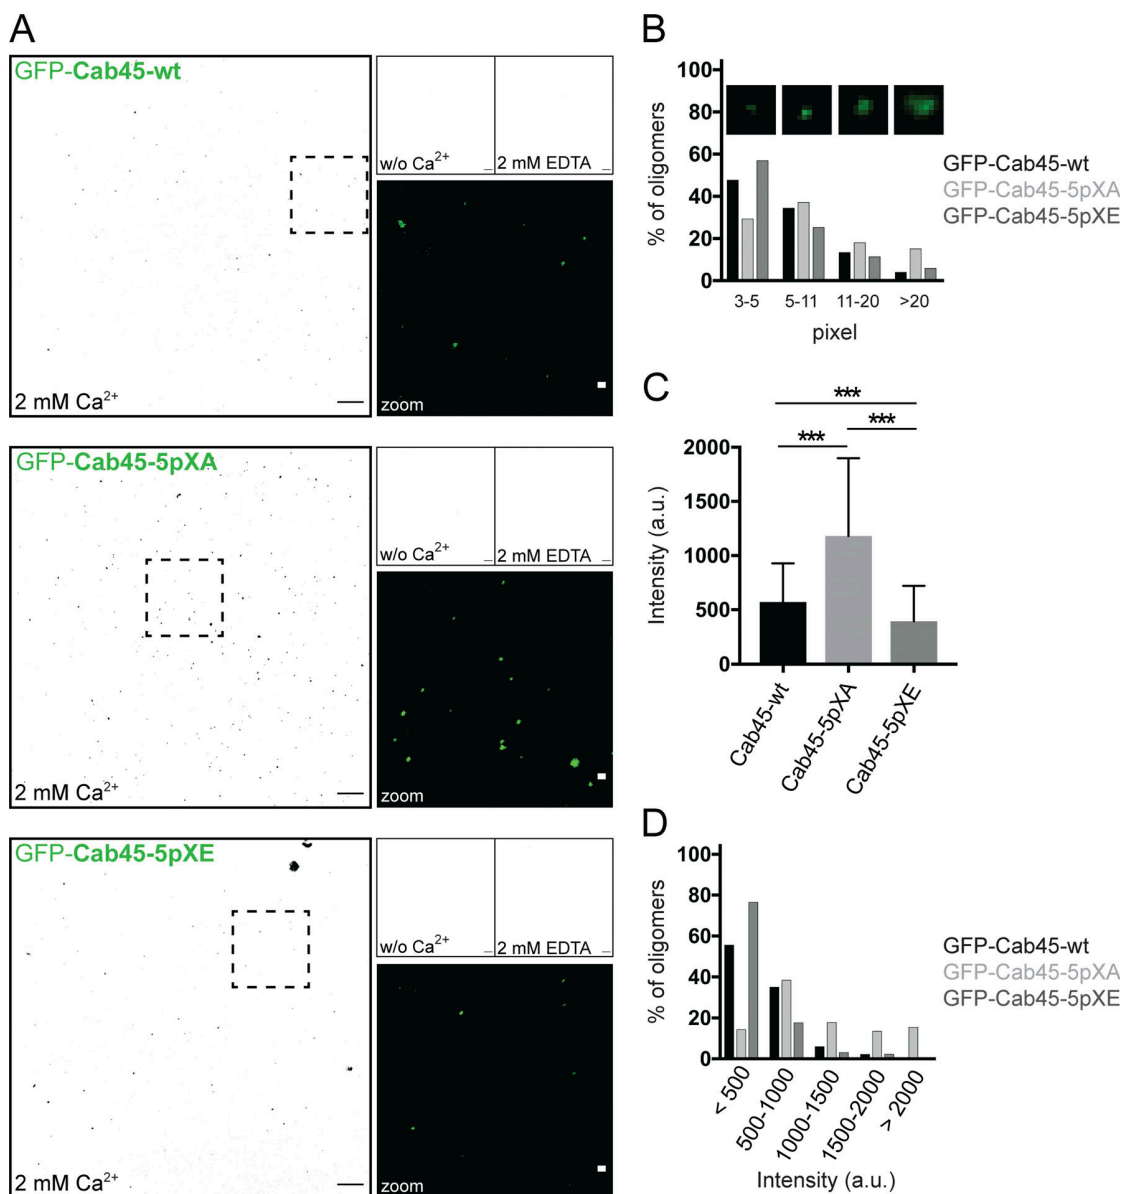 A
GFP-Cab45-wt
2 mM Ca²⁺
w/o Ca²⁺
2 mM EDTA
zoom
GFP-Cab45-5pXA
2 mM Ca²⁺
w/o Ca²⁺
2 mM EDTA
zoom
GFP-Cab45-5pXE
2 mM Ca²⁺
w/o Ca²⁺
2 mM EDTA
zoom
B
% of oligomers
100
80
60
40
20
0
3-5 5-11 11-20 >20
pixel
GFP-Cab45-wt
GFP-Cab45-5pXA
GFP-Cab45-5pXE
C
***
*** ***
Intensity (a.u.)
2000
1500
1000
500
0
Cab45-wt
Cab45-5pXA
Cab45-5pXE
D
% of oligomers
100
80
60
40
20
0
< 500
500-1000
1000-1500
1500-2000
> 2000
Intensity (a.u.)
GFP-Cab45-wt
GFP-Cab45-5pXA
GFP-Cab45-5pXE